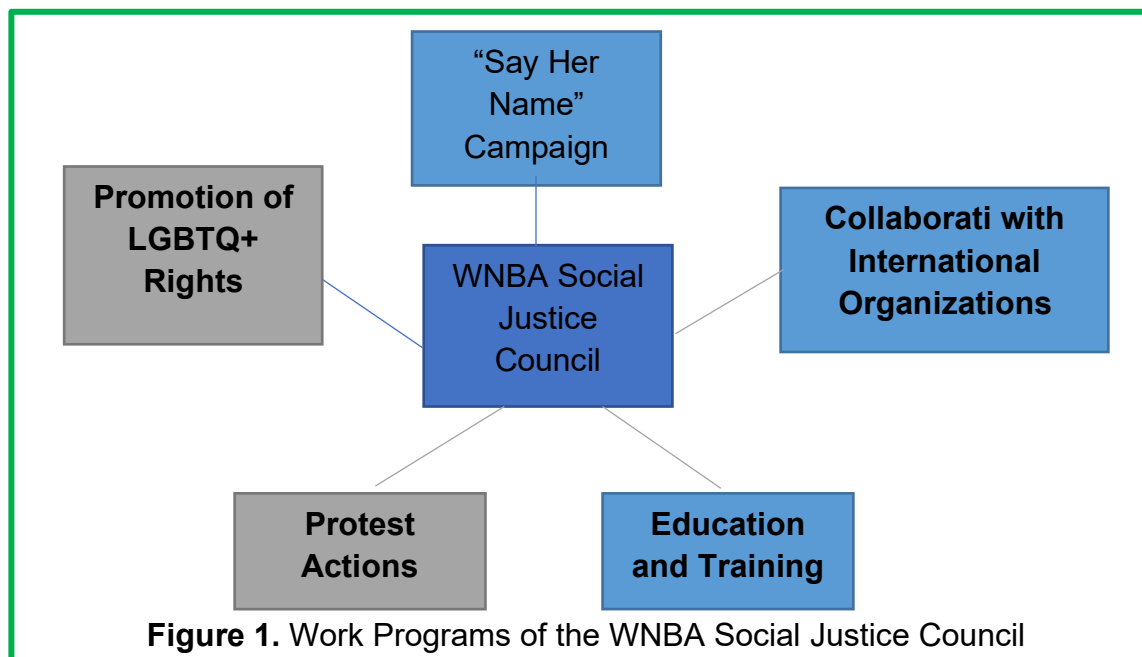 “Say Her
Name”
Campaign
Promotion of
LGBTQ+
Rights
WNBA Social
Justice
Council
Collaborati with
International
Organizations
Protest
Actions
Education
and Training
Figure 1. Work Programs of the WNBA Social Justice Council